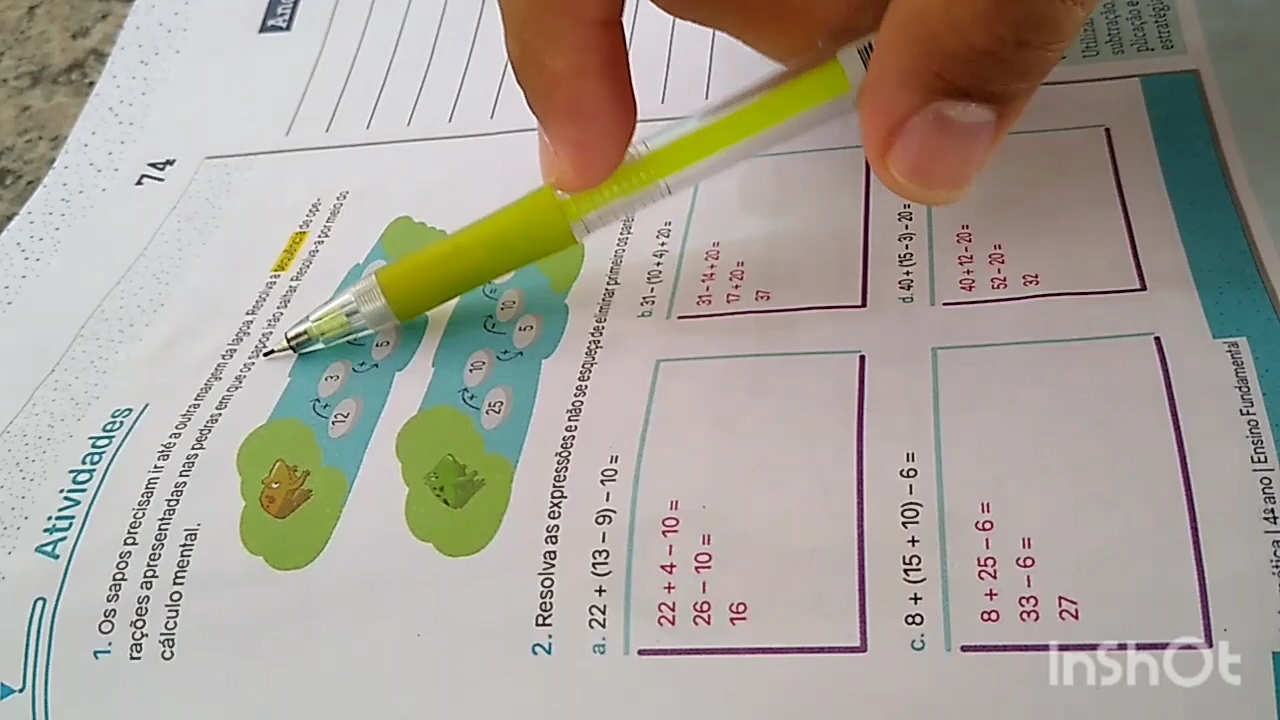 74
Atividades
1. Os sapos precisam ir até a outra margem da lagoa. Resolva a sequência de ope-
rações apresentadas nas pedras em que os sapos irão saltar. Resolva-a por meio do
cálculo mental.
12 3 5
25 10 5 10
2. Resolva as expressões e não se esqueça de eliminar primeiro os
a. 22 + (13 – 9) – 10 =
22 + 4 – 10 =
26 – 10 =
16
b. 31 – (10 + 4) + 20 =
31 – 14 + 20 =
17 + 20 =
37
c. 8 + (15 + 10) – 6 =
8 + 25 – 6 =
33 – 6 =
27
d. 40 + (15 – 3) – 20 =
40 + 12 – 20 =
52 – 20 =
32
4º ano | Ensino Fundamental
subtração,
plicação e
InShOt